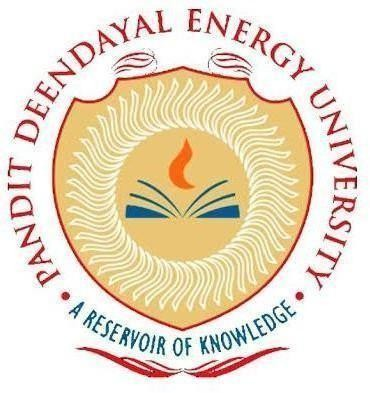 PANDIT DEENDAYAL ENERGY UNIVERSITY
A RESERVOIR OF KNOWLEDGE